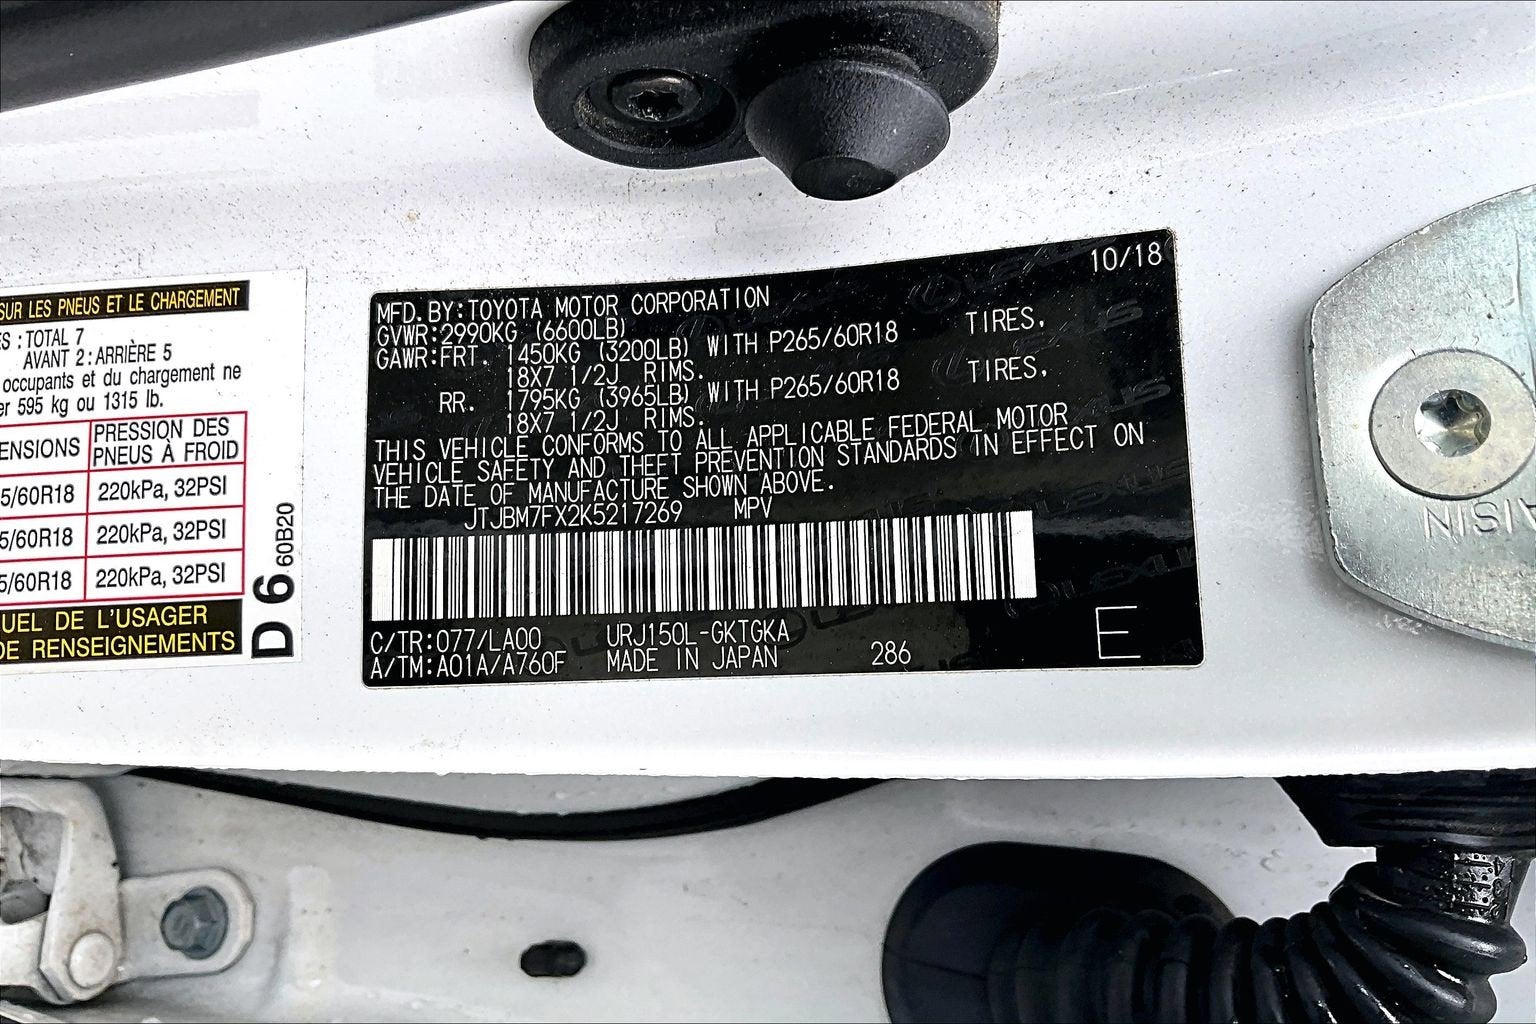 SUR LES PNEUS ET LE CHARGEMENT
: TOTAL 7
AVANT 2 : ARRIÈRE 5
occupants et du chargement ne
595 kg ou 1315 lb.
PRESSION DES
PNEUS À FROID
5/60R18 220kPa, 32PSI
5/60R18 220kPa, 32PSI
5/60R18 220kPa, 32PSI
DE L'USAGER
DE RENSEIGNEMENTS
D 6 60B20
10/18
MFD. BY: TOYOTA MOTOR CORPORATION
GVWR: 2990KG (6600LB)
GAWR: FRT. 1450KG (3200LB) WITH P265/60R18 TIRES,
18X7 1/2J RIMS.
RR. 1795KG (3965LB) WITH P265/60R18 TIRES,
18X7 1/2J RIMS.
THIS VEHICLE CONFORMS TO ALL APPLICABLE FEDERAL MOTOR
VEHICLE SAFETY AND THEFT PREVENTION STANDARDS IN EFFECT ON
THE DATE OF MANUFACTURE SHOWN ABOVE.
JTJBM7FX2K5217269 MPV
C/TR: 077/LA00 URJ150L-GKTGKA
A/TM: A01A/A760F MADE IN JAPAN 286
E
AISIN